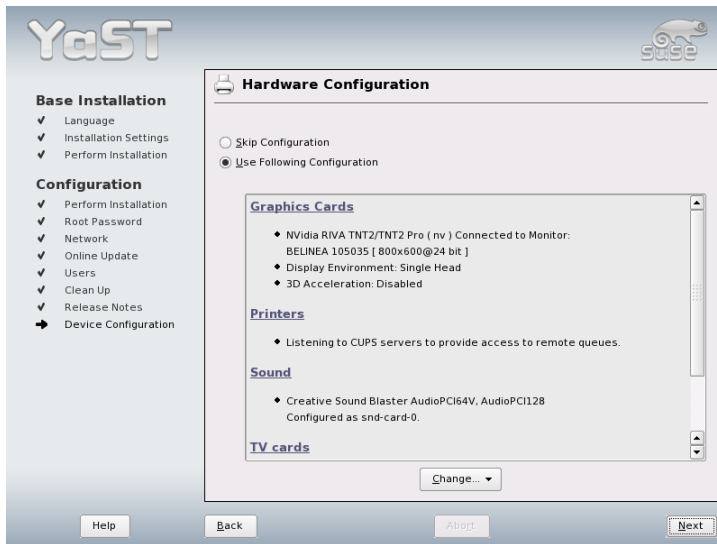 YaST
SUSE
Base Installation
Language
Installation Settings
Perform Installation
Configuration
Perform Installation
Root Password
Network
Online Update
Users
Clean Up
Release Notes
Device Configuration
Hardware Configuration
Skip Configuration
Use Following Configuration
Graphics Cards
NVidia RIVA TNT2/TNT2 Pro ( nv ) Connected to Monitor:
BELINEA 105035 [ 800x600@24 bit ]
Display Environment: Single Head
3D Acceleration: Disabled
Printers
Listening to CUPS servers to provide access to remote queues.
Sound
Creative Sound Blaster AudioPCI64V, AudioPCI128
Configured as snd-card-0.
TV cards
Change...
Help
Back
Abort
Next